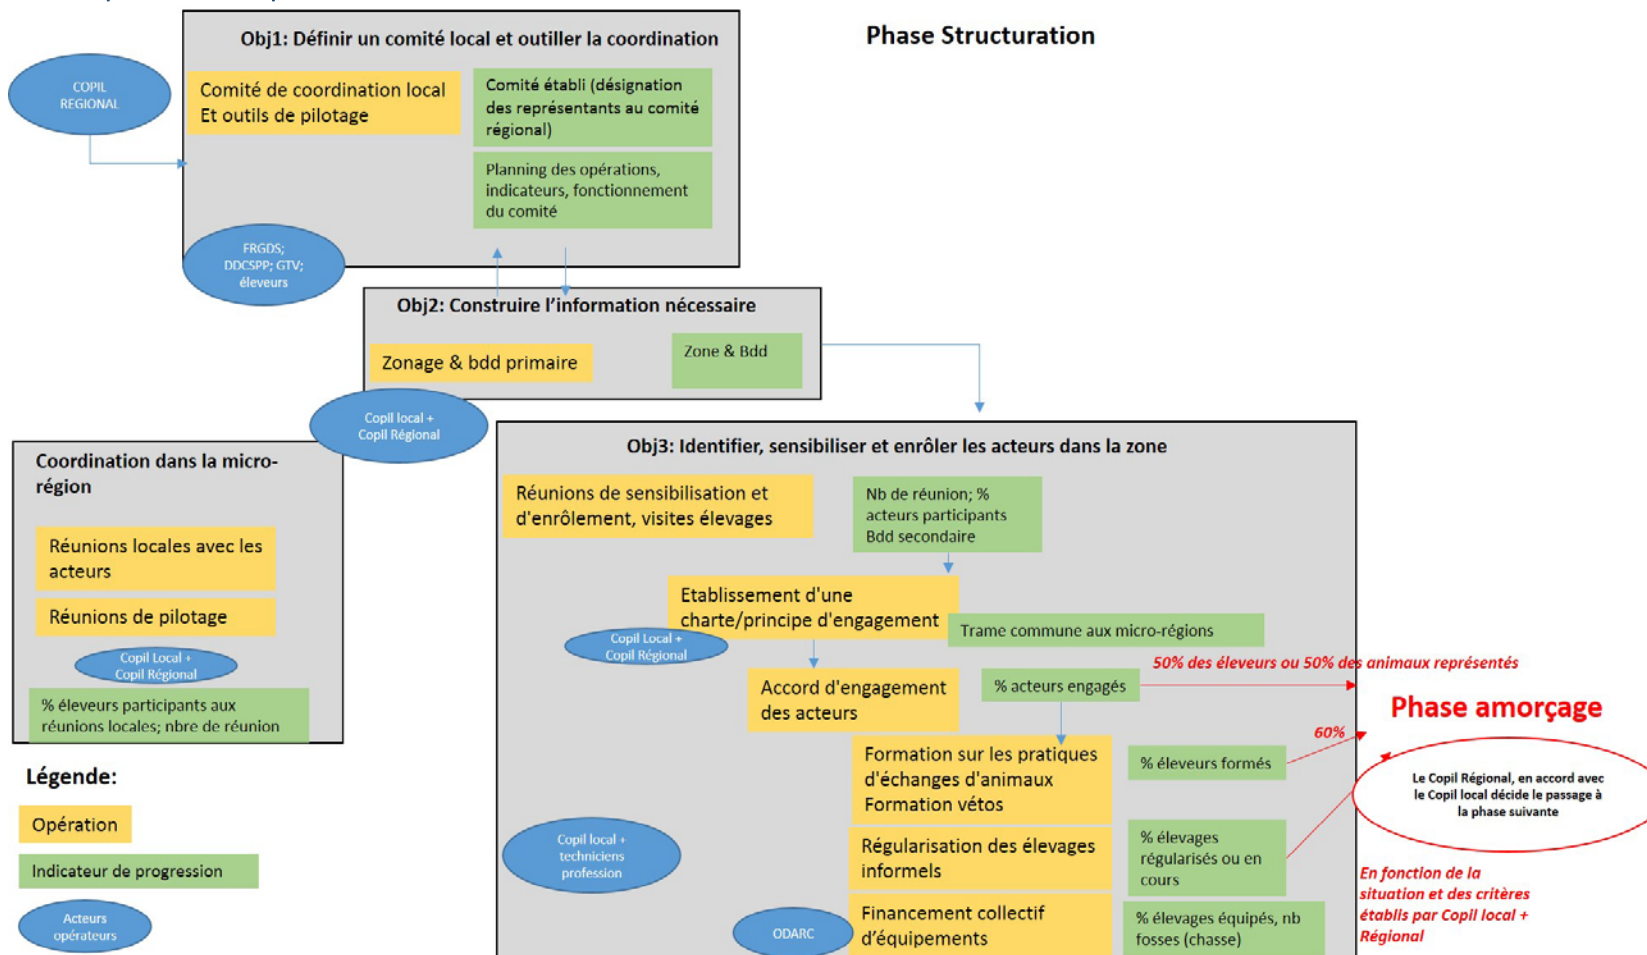 Phase Structuration
Obj1: Définir un comité local et outiller la coordination
COPIL
REGIONAL
Comité de coordination local
Et outils de pilotage
Comité établi (désignation
des représentants au comité
régional)
Planning des opérations,
indicateurs, fonctionnement
du comité
FRGDS;
DDCSPP; GTV;
éleveurs
Obj2: Construire l'information nécessaire
Zonage & bdd primaire
Zone & Bdd
Copil local +
Copil Régional
Coordination dans la micro-
région
Réunions locales avec les
acteurs
Réunions de pilotage
Copil Local +
Copil Régional
% éleveurs participants aux
réunions locales; nbre de réunion
Obj3: Identifier, sensibiliser et enrôler les acteurs dans la zone
Réunions de sensibilisation et
d'enrôlement, visites élevages
Nb de réunion; %
acteurs participants
Bdd secondaire
Etablissement d'une
charte/principe d'engagement
Trame commune aux micro-régions
Copil Local +
Copil Régional
Accord d'engagement
des acteurs
% acteurs engagés
50% des éleveurs ou 50% des animaux représentés
Phase amorçage
Formation sur les pratiques
d'échanges d'animaux
Formation vétos
% éleveurs formés
60%
Le Copil Régional, en accord avec
le Copil local décide le passage à
la phase suivante
Copil local +
techniciens
profession
Régularisation des élevages
informels
% élevages
régularisés ou en
cours
En fonction de la
situation et des critères
établis par Copil local +
Régional
ODARC
Financement collectif
d'équipements
% élevages équipés, nb
fosses (chasse)
Légende:
Opération
Indicateur de progression
Acteurs
opérateurs